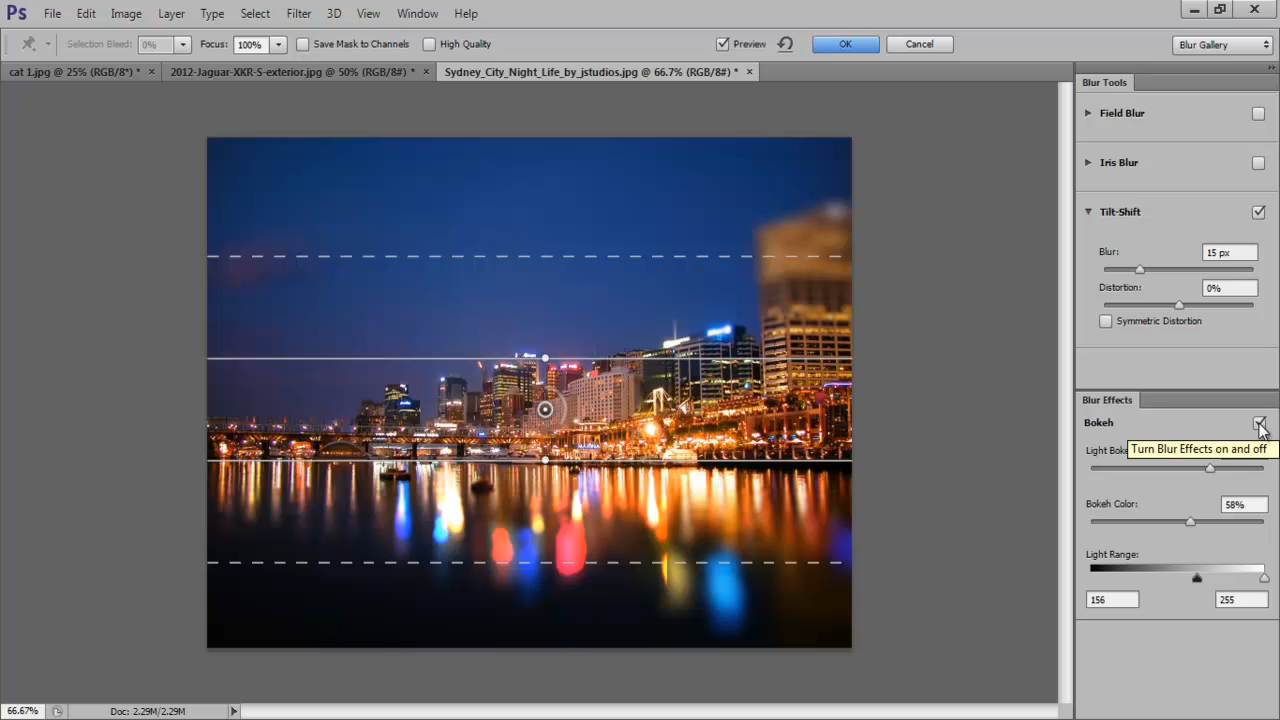 Ps File Edit Image Layer Type Select Filter 3D View Window Help
Selection Bleed: 0% Focus: 100% Save Mask to Channels High Quality Preview OK Cancel Blur Gallery
cat 1.jpg @ 25% (RGB/8*) * × 2012-Jaguar-XKR-S-exterior.jpg @ 50% (RGB/8#) * × Sydney_City_Night_Life_by_jstudios.jpg @ 66.7% (RGB/8#) * ×
Blur Tools
Field Blur
Iris Blur
Tilt-Shift
Blur: 15 px
Distortion: 0%
Symmetric Distortion
Blur Effects
Bokeh
Light Boke
Turn Blur Effects on and off
Bokeh Color: 58%
Light Range:
156 255
66.67% Doc: 2.29M/2.29M